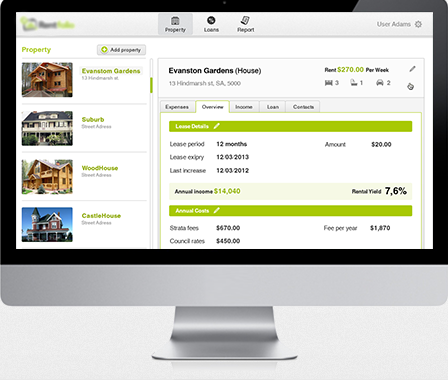 Property
Loans
Report
User Adams
Property
Add property
Evanstom Gardens
13 Hindmarsh st.
Suburb
Street Adress
WoodHouse
Street Adress
CastleHouse
Street Adress
Evanston Gardens (House)
Rent $270.00 Per Week
13 Hindmarsh st, SA, 5000
3 1 2
Expenses Overview Income Loan Contacts
Lease Details
Lease period 12 months Amount $20.00
Lease exipry 12/03/2013
Last increase 12/03/2012
Annual income $14,040 Rental Yield 7,6%
Annual Costs
Strata fees $670.00 Fee per year $1,870
Council rates $450.00